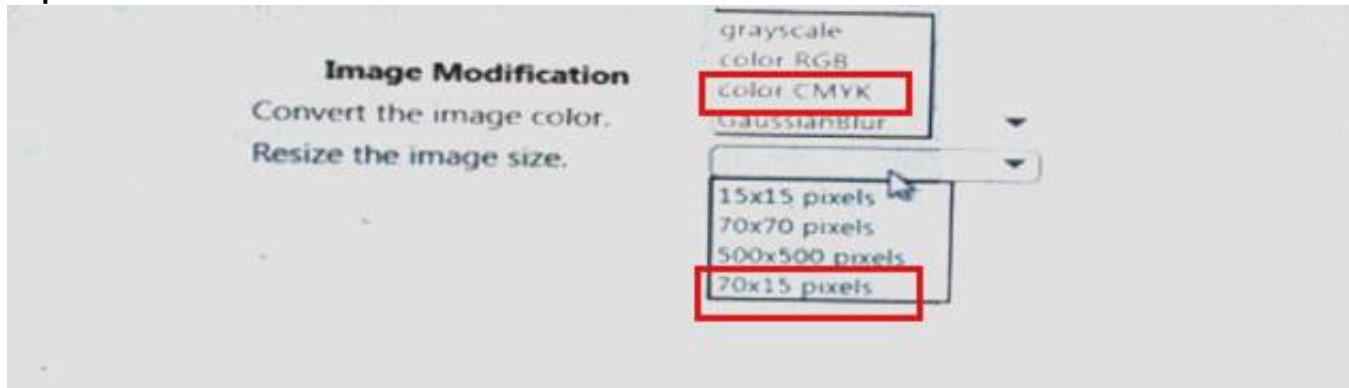 grayscale
color RGB
Image Modification
color CMYK
Convert the image color.
GaussianBlur
Resize the image size.
15x15 pixels
70x70 pixels
500x500 pixels
70x15 pixels